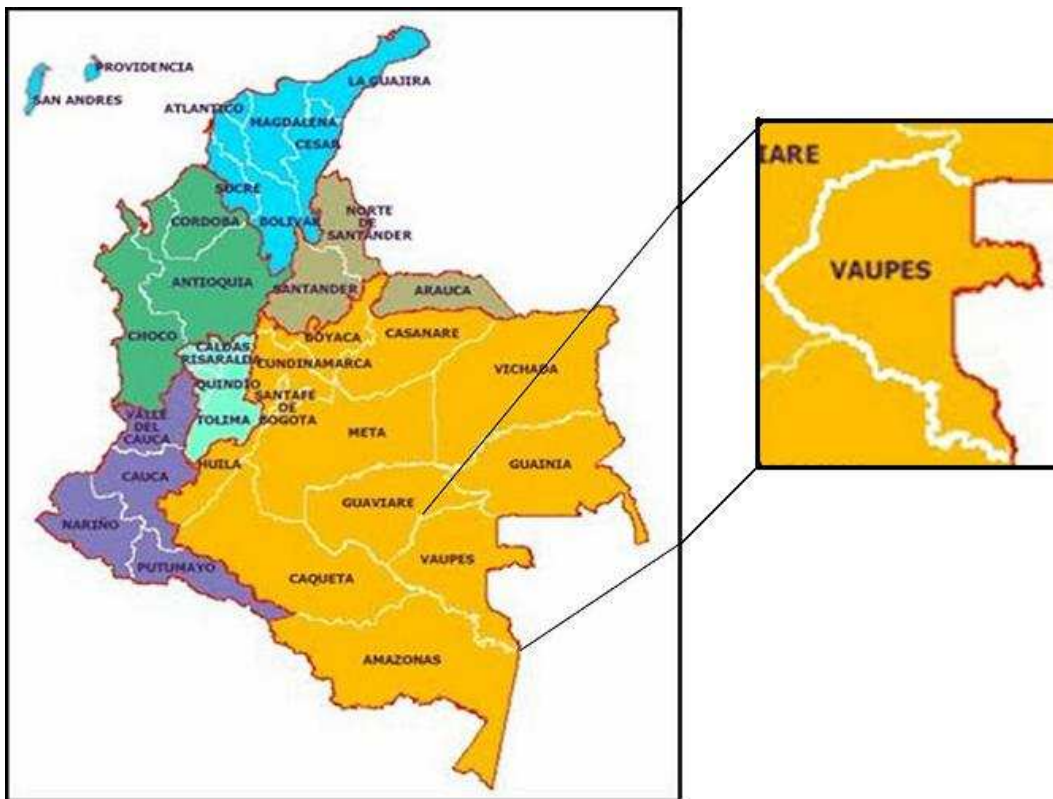 PROVIDENCIA
SAN ANDRES
LA GUAJIRA
ATLANTICO
MAGDALENA
CESAR
SUCRE
BOLIVAR
NORTE
DE
SANTANDER
CORDOBA
ANTIOQUIA
SANTANDER
ARAUCA
CHOCO
BOYACA
CASANARE
CALDAS
RISARALDA
CUNDINAMARCA
VICHADA
QUINDIO
SANTAFE
DE
BOGOTA
TOLIMA
VALLE
DEL
CAUCA
META
HUILA
GUAINIA
CAUCA
GUAVIARE
NARIÑO
VAUPES
PUTUMAYO
CAQUETA
AMAZONAS
IARE
VAUPES